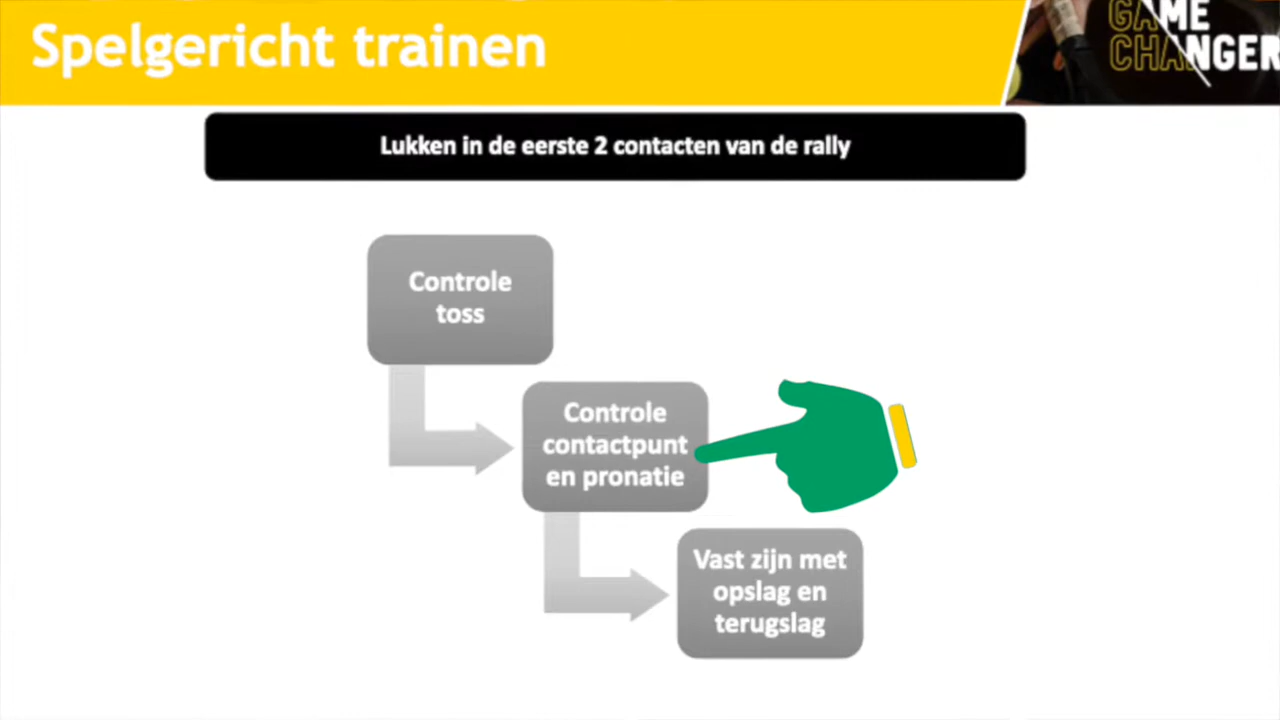 Spelgericht trainen
GAME
CHANGER
Lukken in de eerste 2 contacten van de rally
Controle
toss
Controle
contactpunt
en pronatie
Vast zijn met
opslag en
terugslag